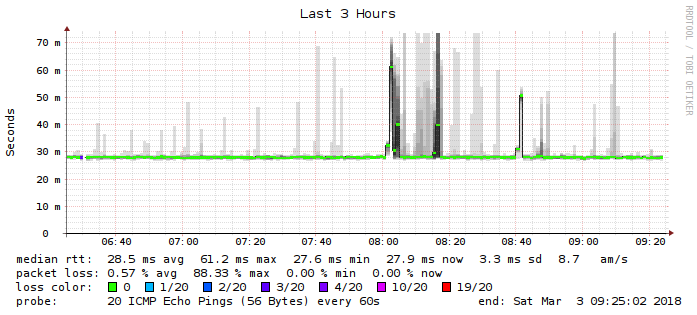 Last 3 Hours
RRDTOOL / TOBI OETIKER
Seconds
70 m
60 m
50 m
40 m
30 m
20 m
10 m
0
06:40 07:00 07:20 07:40 08:00 08:20 08:40 09:00 09:20
median rtt: 28.5 ms avg 61.2 ms max 27.6 ms min 27.9 ms now 3.3 ms sd 8.7 am/s
packet loss: 0.57 % avg 88.33 % max 0.00 % min 0.00 % now
loss color: 0 1/20 2/20 3/20 4/20 10/20 19/20
probe: 20 ICMP Echo Pings (56 Bytes) every 60s end: Sat Mar 3 09:25:02 2018